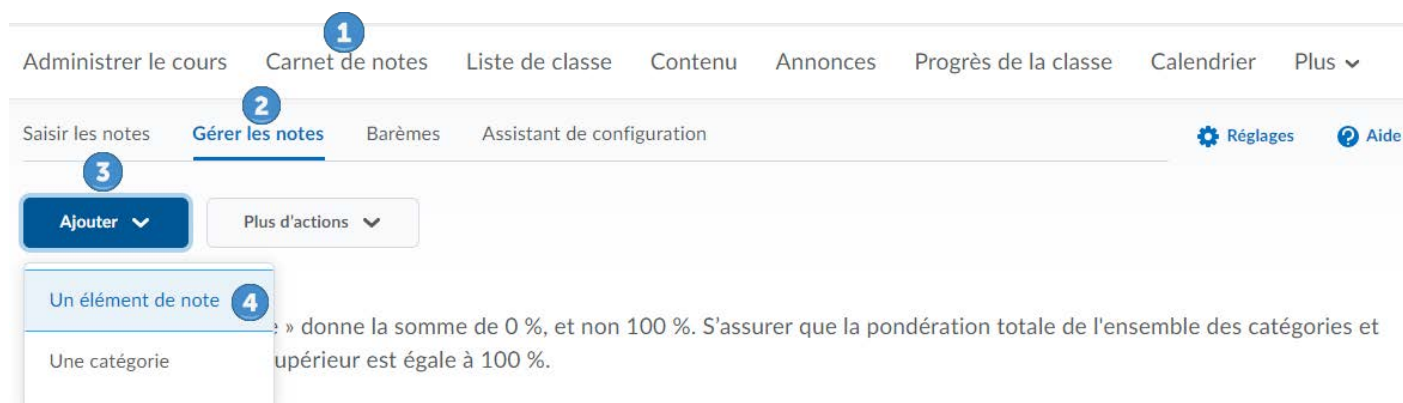 1
Administrer le cours Carnet de notes Liste de classe Contenu Annonces Progrès de la classe Calendrier Plus
2
Saisir les notes Gérer les notes Barèmes Assistant de configuration Réglages Aide
3
Ajouter Plus d'actions
Un élément de note 4
» donne la somme de 0 %, et non 100 %. S'assurer que la pondération totale de l'ensemble des catégories et
Une catégorie upérieur est égale à 100 %.